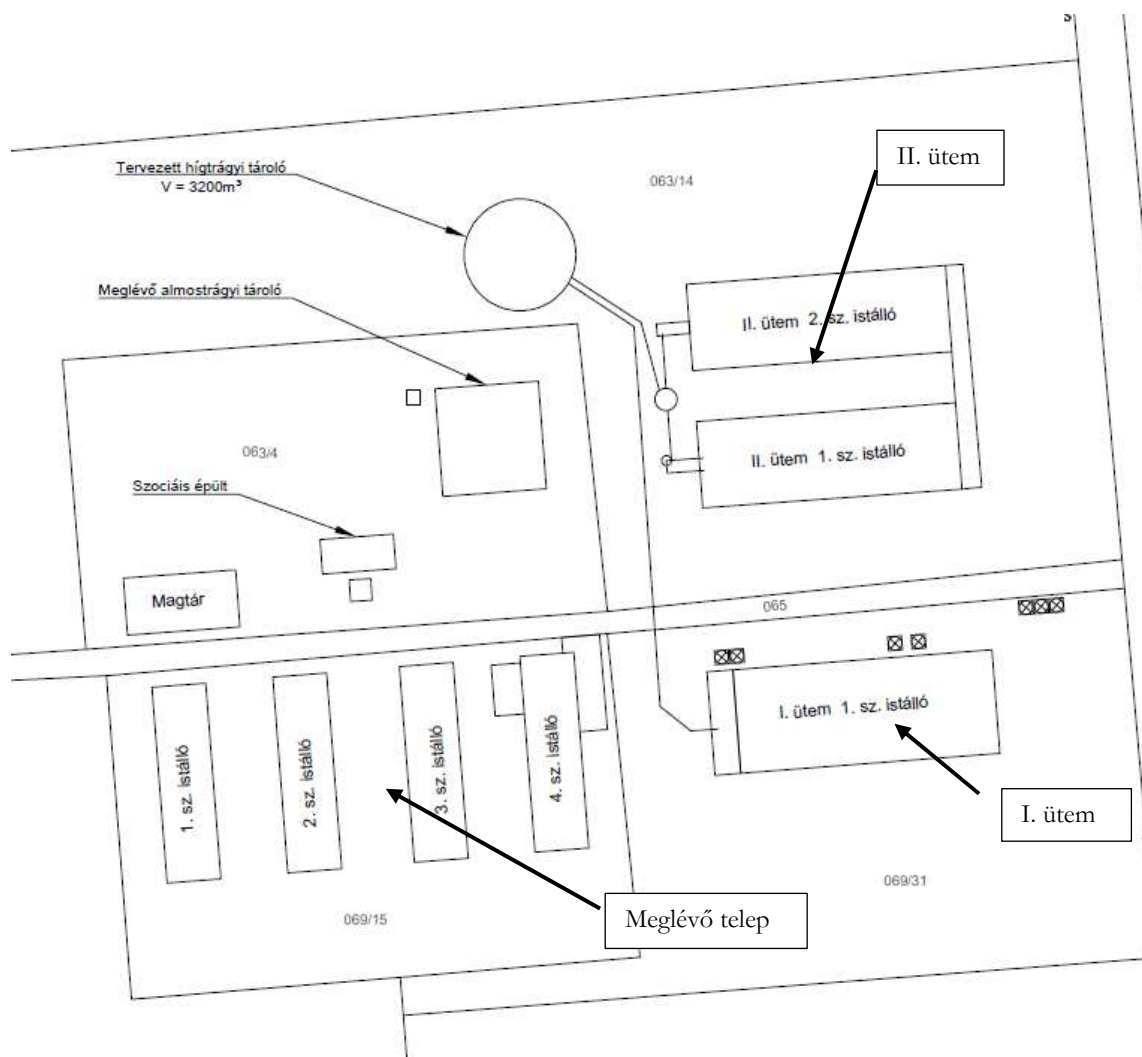 Tervezett hígtrágyi tároló
V = 3200m³
063/14
II. ütem
Meglévő almostrágyi tároló
II. ütem 2. sz. istálló
063/4
II. ütem 1. sz. istálló
Szociáis épült
Magtár
065
I. ütem 1. sz. istálló
1. sz. istálló
2. sz. istálló
3. sz. istálló
4. sz. istálló
I. ütem
069/31
069/15
Meglévő telep